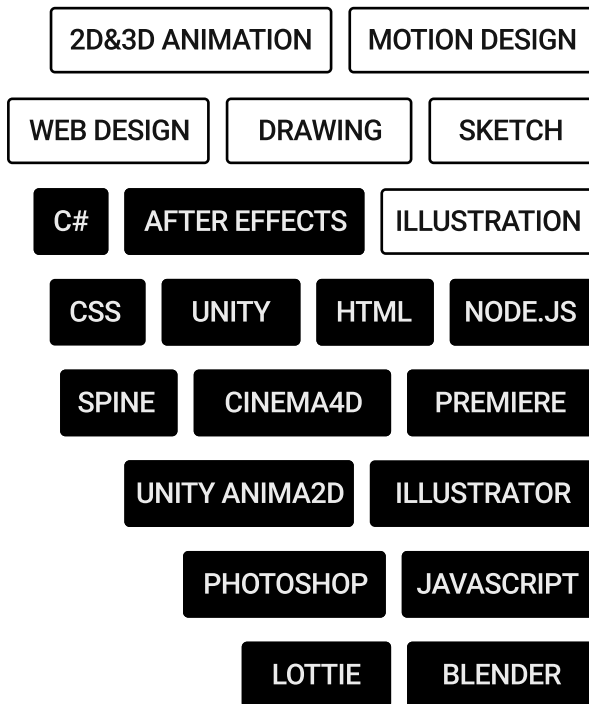 2D&3D ANIMATION MOTION DESIGN
WEB DESIGN DRAWING SKETCH
C# AFTER EFFECTS ILLUSTRATION
CSS UNITY HTML NODE.JS
SPINE CINEMA4D PREMIERE
UNITY ANIMA2D ILLUSTRATOR
PHOTOSHOP JAVASCRIPT
LOTTIE BLENDER